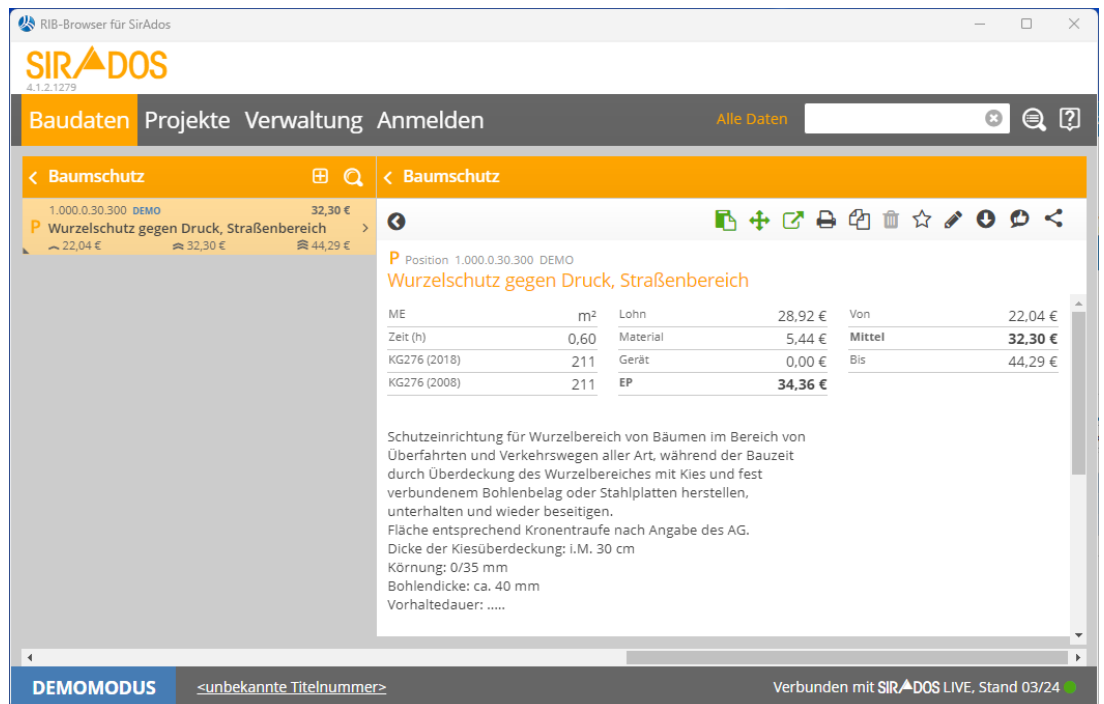 RIB-Browser für SirAdos
SIRADOS
4.1.2.1279
Baudaten Projekte Verwaltung Anmelden Alle Daten
Baumschutz
1.000.0.30.300 DEMO 32,30 €
P Wurzelschutz gegen Druck, Straßenbereich
22,04 € 32,30 € 44,29 €
Baumschutz
P Position 1.000.0.30.300 DEMO
Wurzelschutz gegen Druck, Straßenbereich
ME m² Lohn 28,92 € Von 22,04 €
Zeit (h) 0,60 Material 5,44 € Mittel 32,30 €
KG276 (2018) 211 Gerät 0,00 € Bis 44,29 €
KG276 (2008) 211 EP 34,36 €
Schutzeinrichtung für Wurzelbereich von Bäumen im Bereich von
Überfahrten und Verkehrswegen aller Art, während der Bauzeit
durch Überdeckung des Wurzelbereiches mit Kies und fest
verbundenem Bohlenbelag oder Stahlplatten herstellen,
unterhalten und wieder beseitigen.
Fläche entsprechend Kronentraufe nach Angabe des AG.
Dicke der Kiesüberdeckung: i.M. 30 cm
Körnung: 0/35 mm
Bohlendicke: ca. 40 mm
Vorhaltedauer: .....
DEMOMODUS <unbekannte Titelnummer> Verbunden mit SIRADOS LIVE, Stand 03/24